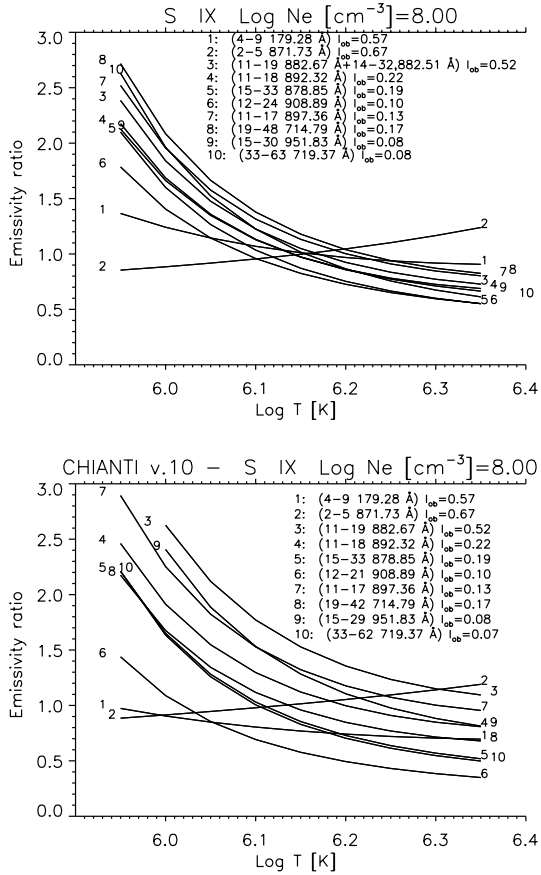 S IX Log Ne [cm⁻³]=8.00
1: (4-9 179.28 Å) I_ob=0.57
2: (2-5 871.73 Å) I_ob=0.67
3: (11-19 882.67 Å+14-32,882.51 Å) I_ob=0.52
4: (11-18 892.32 Å) I_ob=0.22
5: (15-33 878.85 Å) I_ob=0.19
6: (12-24 908.89 Å) I_ob=0.10
7: (11-17 897.36 Å) I_ob=0.13
8: (19-48 714.79 Å) I_ob=0.17
9: (15-30 951.83 Å) I_ob=0.08
10: (33-63 719.37 Å) I_ob=0.08
Emissivity ratio
3.0
2.5
2.0
1.5
1.0
0.5
0.0
8
10
7
3
4
9
5
6
1
2
2
1
7 8
3
4 9
10
5 6
6.0 6.1 6.2 6.3 6.4
Log T [K]
CHIANTI v.10 – S IX Log Ne [cm⁻³]=8.00
1: (4-9 179.28 Å) I_ob=0.57
2: (2-5 871.73 Å) I_ob=0.67
3: (11-19 882.67 Å) I_ob=0.52
4: (11-18 892.32 Å) I_ob=0.22
5: (15-33 878.85 Å) I_ob=0.19
6: (12-21 908.89 Å) I_ob=0.10
7: (11-17 897.36 Å) I_ob=0.13
8: (19-42 714.79 Å) I_ob=0.17
9: (15-29 951.83 Å) I_ob=0.08
10: (33-62 719.37 Å) I_ob=0.07
Emissivity ratio
3.0
2.5
2.0
1.5
1.0
0.5
0.0
7
3
4
9
5 8 10
6
1
2
2
3
7
4 9
1 8
5 10
6
6.0 6.1 6.2 6.3 6.4
Log T [K]